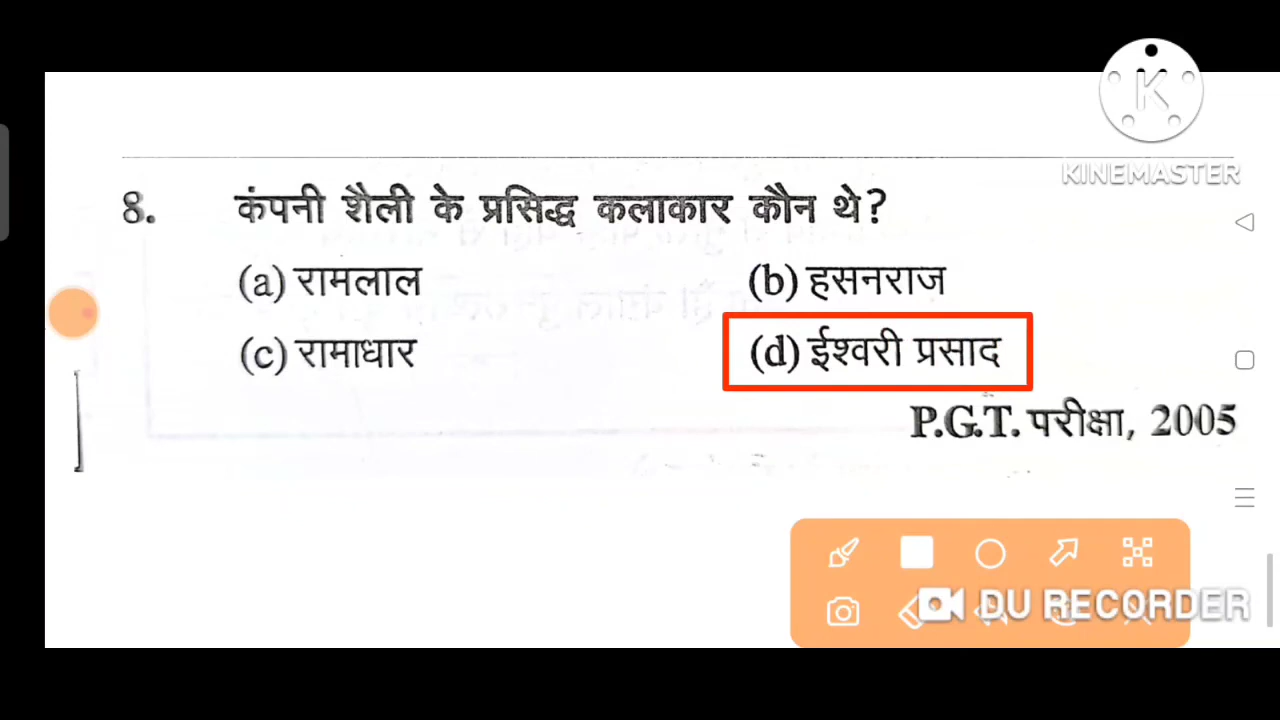 K
KINEMASTER
8. कंपनी शैली के प्रसिद्ध कलाकार कौन थे?
(a) रामलाल (b) हसनराज
(c) रामाधार (d) ईश्वरी प्रसाद
P.G.T. परीक्षा, 2005
DU RECORDER